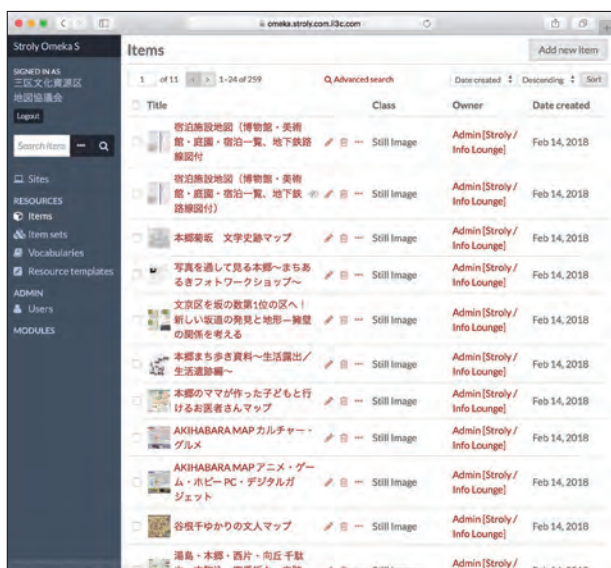 omeka.stroly.com.li3c.com
Stroly Omeka S
SIGNED IN AS
三区文化資源区
地図協議会
Logout
Search items
Sites
RESOURCES
Items
Item sets
Vocabularies
Resource templates
ADMIN
Users
MODULES
Items
Add new item
1 of 11 < > 1–24 of 259
Advanced search
Date created Descending Sort
Title Class Owner Date created
宿泊施設地図(博物館・美術
館・庭園・宿泊一覧、地下鉄路
線図付
Still Image
Admin [Stroly /
Info Lounge]
Feb 14, 2018
宿泊施設地図(博物館・美術
館・庭園・宿泊一覧、地下鉄
路線図付)
Still Image
Admin [Stroly /
Info Lounge]
Feb 14, 2018
本郷菊坂 文学史跡マップ
Still Image
Admin [Stroly /
Info Lounge]
Feb 14, 2018
写真を通して見る本郷〜まちあ
るきフォトワークショップ〜
Still Image
Admin [Stroly /
Info Lounge]
Feb 14, 2018
文京区を坂の数第1位の区へ!
新しい坂道の発見と地形―擁壁
の関係を考える
Still Image
Admin [Stroly /
Info Lounge]
Feb 14, 2018
本郷まち歩き資料〜生活露出/
生活遺跡編〜
Still Image
Admin [Stroly /
Info Lounge]
Feb 14, 2018
本郷のママが作った子どもと行
けるお医者さんマップ
Still Image
Admin [Stroly /
Info Lounge]
Feb 14, 2018
AKIHABARA MAP カルチャー・
グルメ
Still Image
Admin [Stroly /
Info Lounge]
Feb 14, 2018
AKIHABARA MAP アニメ・ゲー
ム・ホビー PC・デジタルガ
ジェット
Still Image
Admin [Stroly /
Info Lounge]
Feb 14, 2018
谷根千ゆかりの文人マップ
Still Image
Admin [Stroly /
Info Lounge]
Feb 14, 2018
湯島・本郷・西片・向丘 千駄
Admin [Stroly /